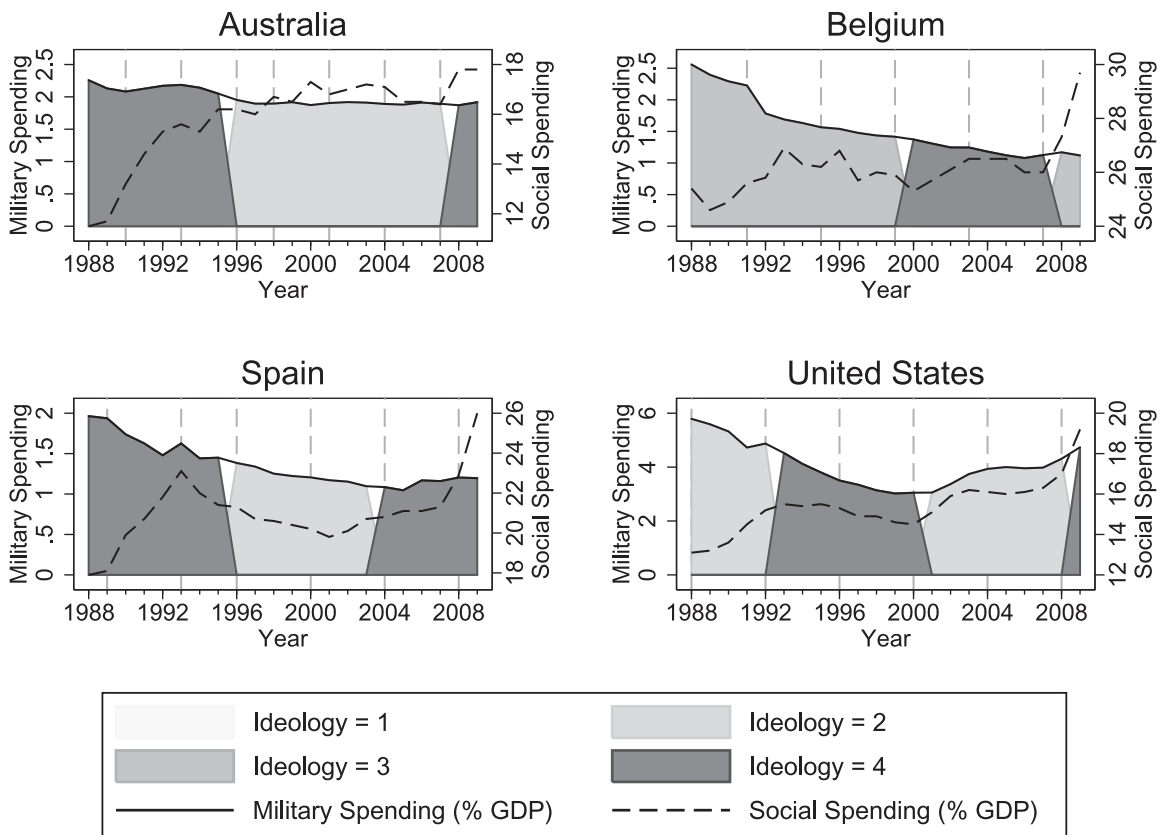 Australia
Military Spending
0 .5 1 1.5 2 2.5
12 14 16 18
Social Spending
1988 1992 1996 2000 2004 2008
Year
Belgium
Military Spending
0 .5 1 1.5 2 2.5
24 26 28 30
Social Spending
1988 1992 1996 2000 2004 2008
Year
Spain
Military Spending
0 .5 1 1.5 2
18 20 22 24 26
Social Spending
1988 1992 1996 2000 2004 2008
Year
United States
Military Spending
0 2 4 6
12 14 16 18 20
Social Spending
1988 1992 1996 2000 2004 2008
Year
Ideology = 1
Ideology = 2
Ideology = 3
Ideology = 4
Military Spending (% GDP)
Social Spending (% GDP)